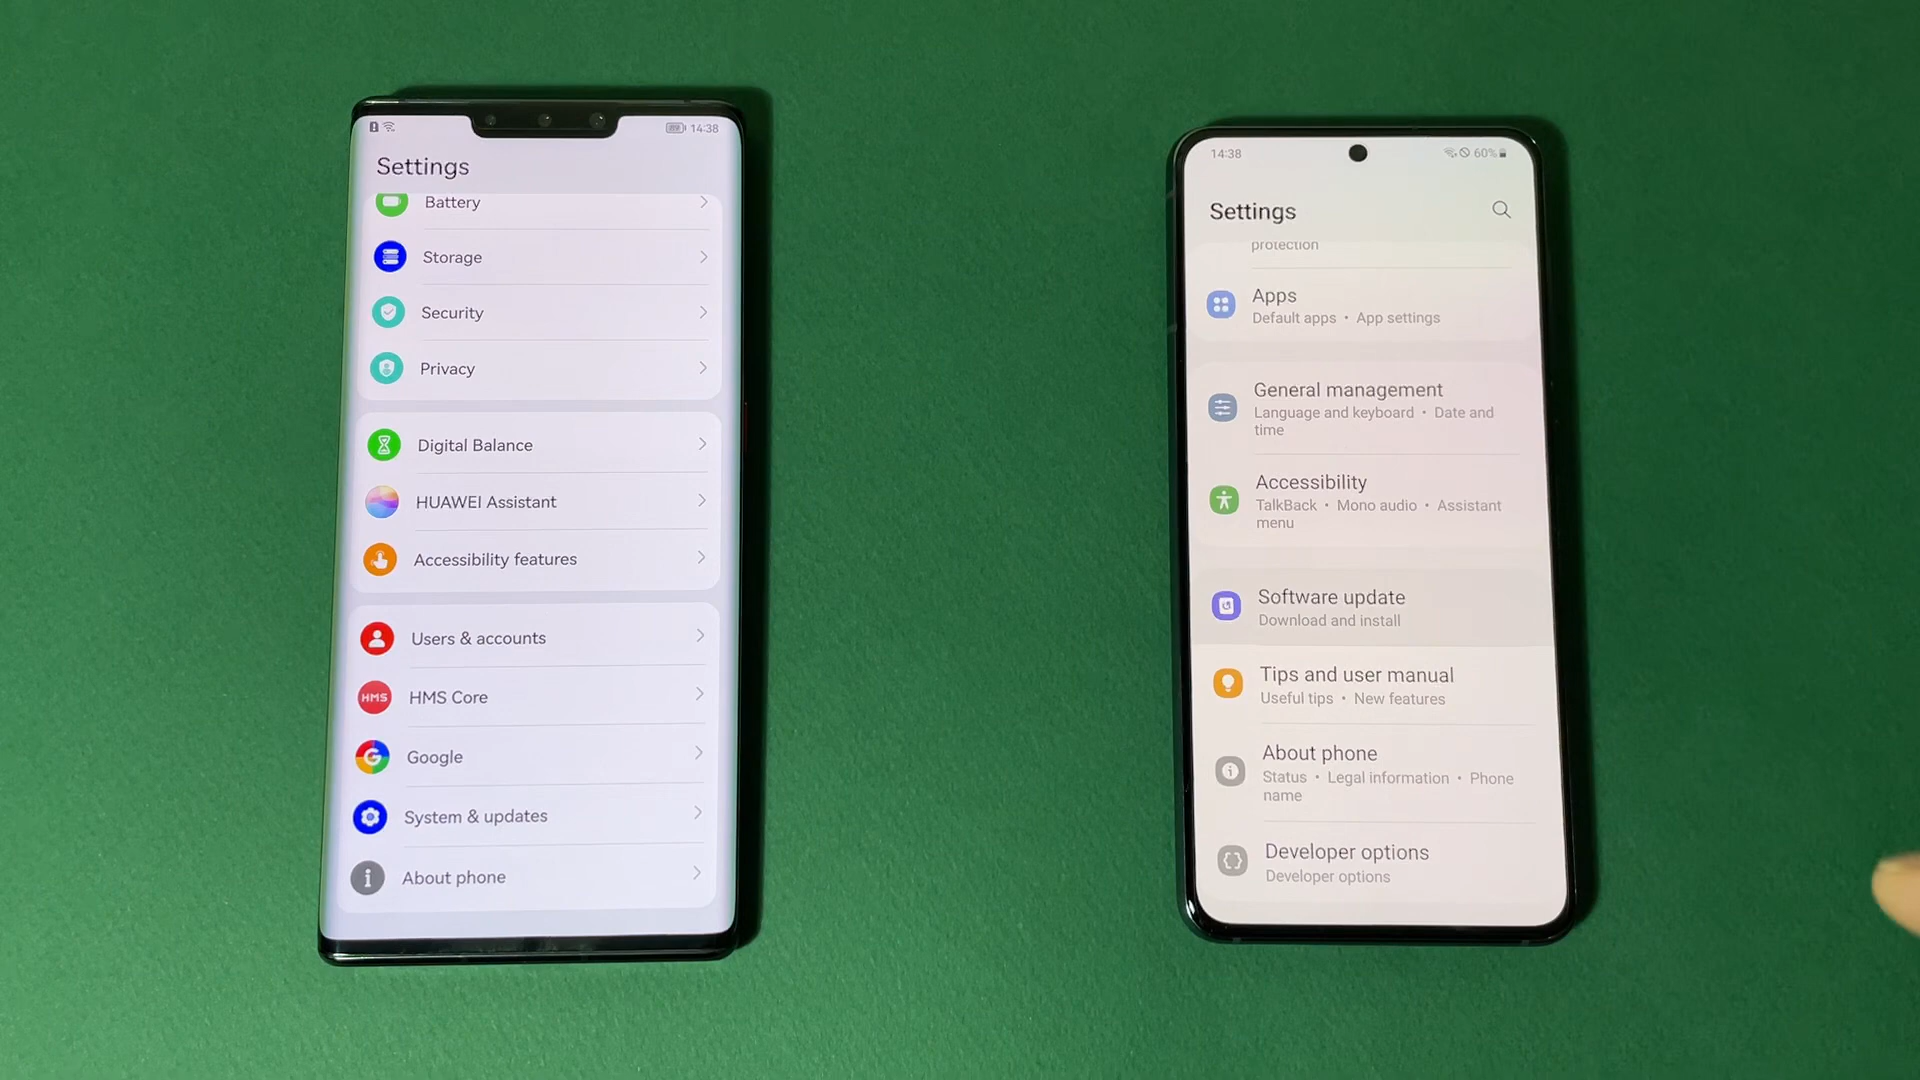 14:38
Settings
Battery
Storage
Security
Privacy
Digital Balance
HUAWEI Assistant
Accessibility features
Users & accounts
HMS
HMS Core
Google
System & updates
About phone
14:38
60%
Settings
protection
Apps
Default apps • App settings
General management
Language and keyboard • Date and
time
Accessibility
TalkBack • Mono audio • Assistant
menu
Software update
Download and install
Tips and user manual
Useful tips • New features
About phone
Status • Legal information • Phone
name
Developer options
Developer options